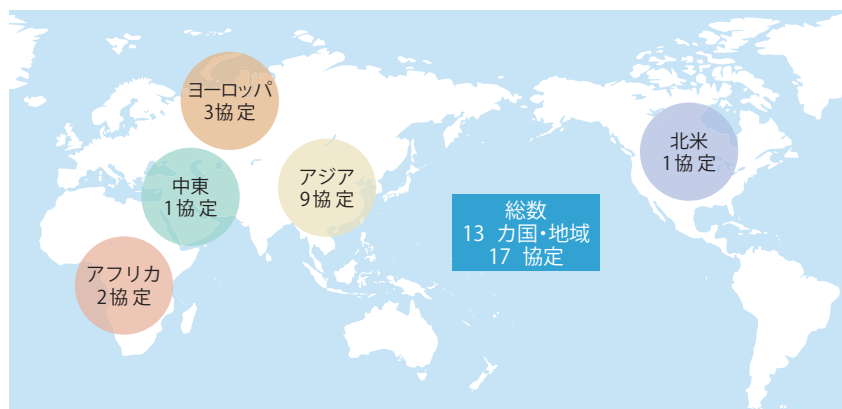 ヨーロッパ
3協定
中東
1協定
アジア
9協定
アフリカ
2協定
北米
1協定
総数
13 カ国・地域
17 協定